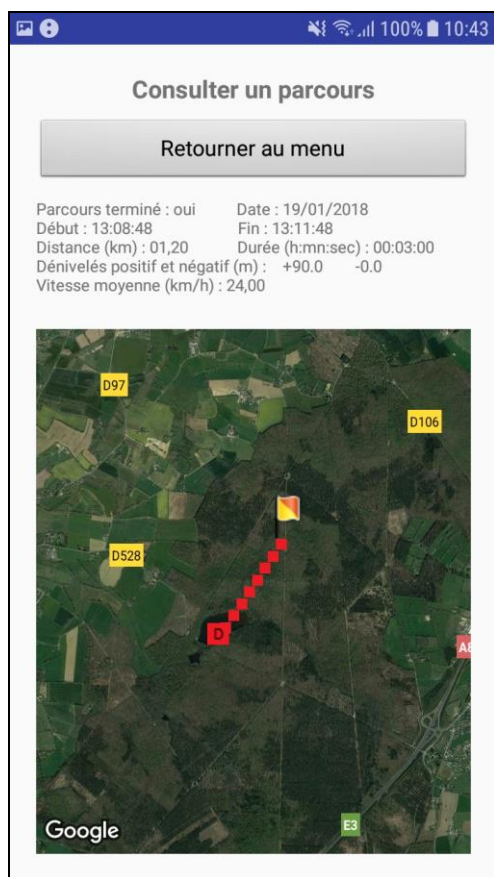 100% 10:43
Consulter un parcours
Retourner au menu
Parcours terminé : oui Date : 19/01/2018
Début : 13:08:48 Fin : 13:11:48
Distance (km) : 01,20 Durée (h:mn:sec) : 00:03:00
Dénivelés positif et négatif (m) : +90.0 -0.0
Vitesse moyenne (km/h) : 24,00
D97
D106
D528
D
E3
Google